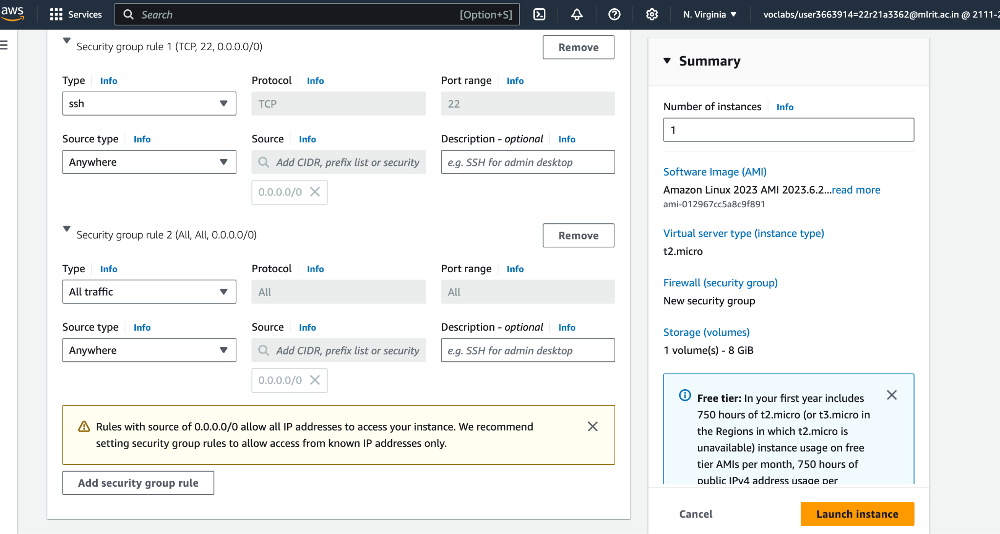 aws
Services
Search
[Option+S]
N. Virginia
voclabs/user3663914=22r21a3362@mlrit.ac.in @ 2111-2
Security group rule 1 (TCP, 22, 0.0.0.0/0)
Remove
Type Info
Protocol Info
Port range Info
ssh
TCP
22
Source type Info
Source Info
Description - optional Info
Anywhere
Add CIDR, prefix list or security
e.g. SSH for admin desktop
0.0.0.0/0
Security group rule 2 (All, All, 0.0.0.0/0)
Remove
Type Info
Protocol Info
Port range Info
All traffic
All
All
Source type Info
Source Info
Description - optional Info
Anywhere
Add CIDR, prefix list or security
e.g. SSH for admin desktop
0.0.0.0/0
Rules with source of 0.0.0.0/0 allow all IP addresses to access your instance. We recommend
setting security group rules to allow access from known IP addresses only.
Add security group rule
Summary
Number of instances Info
1
Software Image (AMI)
Amazon Linux 2023 AMI 2023.6.2...read more
ami-012967cc5a8c9f891
Virtual server type (instance type)
t2.micro
Firewall (security group)
New security group
Storage (volumes)
1 volume(s) - 8 GiB
Free tier: In your first year includes
750 hours of t2.micro (or t3.micro in
the Regions in which t2.micro is
unavailable) instance usage on free
tier AMIs per month, 750 hours of
public IPv4 address usage per
Cancel
Launch instance